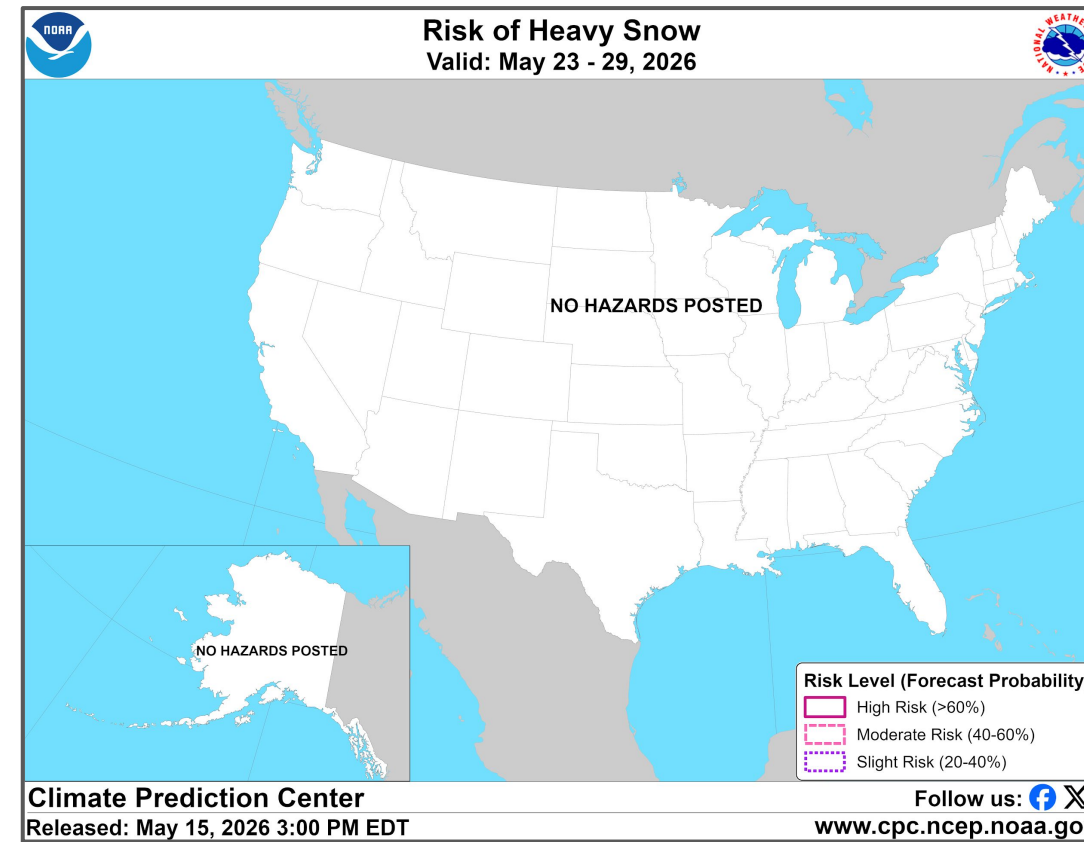 NOAA
Risk of Heavy Snow
Valid: May 23 - 29, 2026
NO HAZARDS POSTED
NO HAZARDS POSTED
Risk Level (Forecast Probability
High Risk (>60%)
Moderate Risk (40-60%)
Slight Risk (20-40%)
Climate Prediction Center
Follow us:
Released: May 15, 2026 3:00 PM EDT
www.cpc.ncep.noaa.go